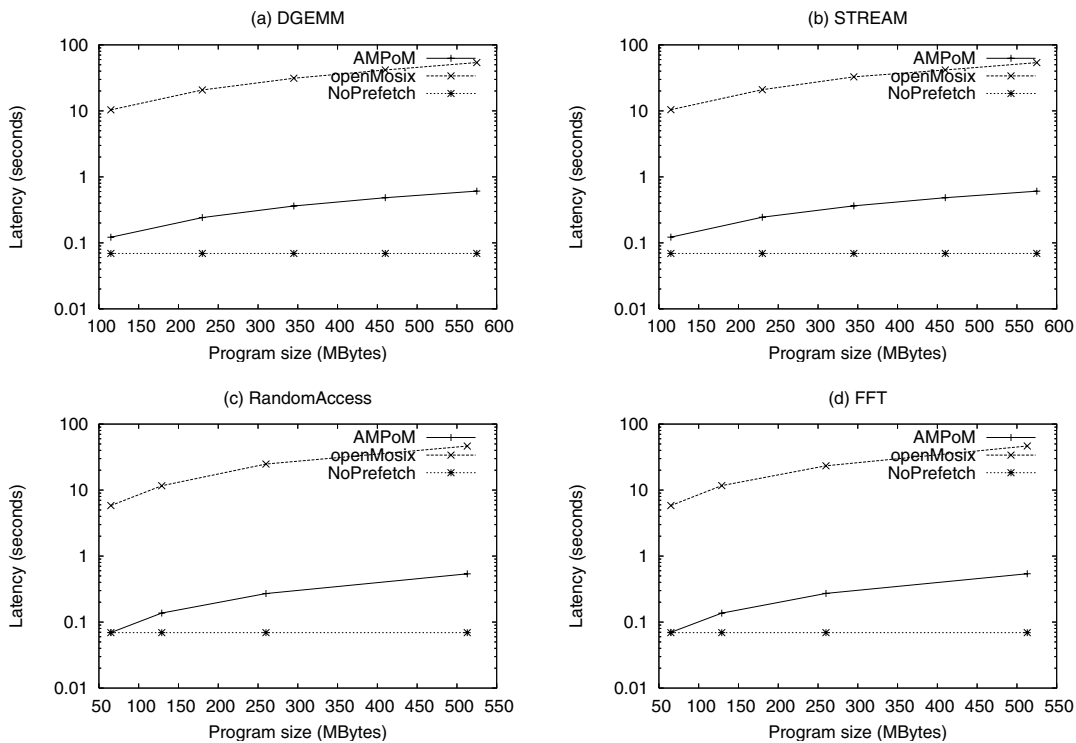 (a) DGEMM
100
10
1
0.1
0.01
Latency (seconds)
AMPoM
openMosix
NoPrefetch
100 150 200 250 300 350 400 450 500 550 600
Program size (MBytes)
(b) STREAM
100
10
1
0.1
0.01
Latency (seconds)
AMPoM
openMosix
NoPrefetch
100 150 200 250 300 350 400 450 500 550 600
Program size (MBytes)
(c) RandomAccess
100
10
1
0.1
0.01
Latency (seconds)
AMPoM
openMosix
NoPrefetch
50 100 150 200 250 300 350 400 450 500 550
Program size (MBytes)
(d) FFT
100
10
1
0.1
0.01
Latency (seconds)
AMPoM
openMosix
NoPrefetch
50 100 150 200 250 300 350 400 450 500 550
Program size (MBytes)